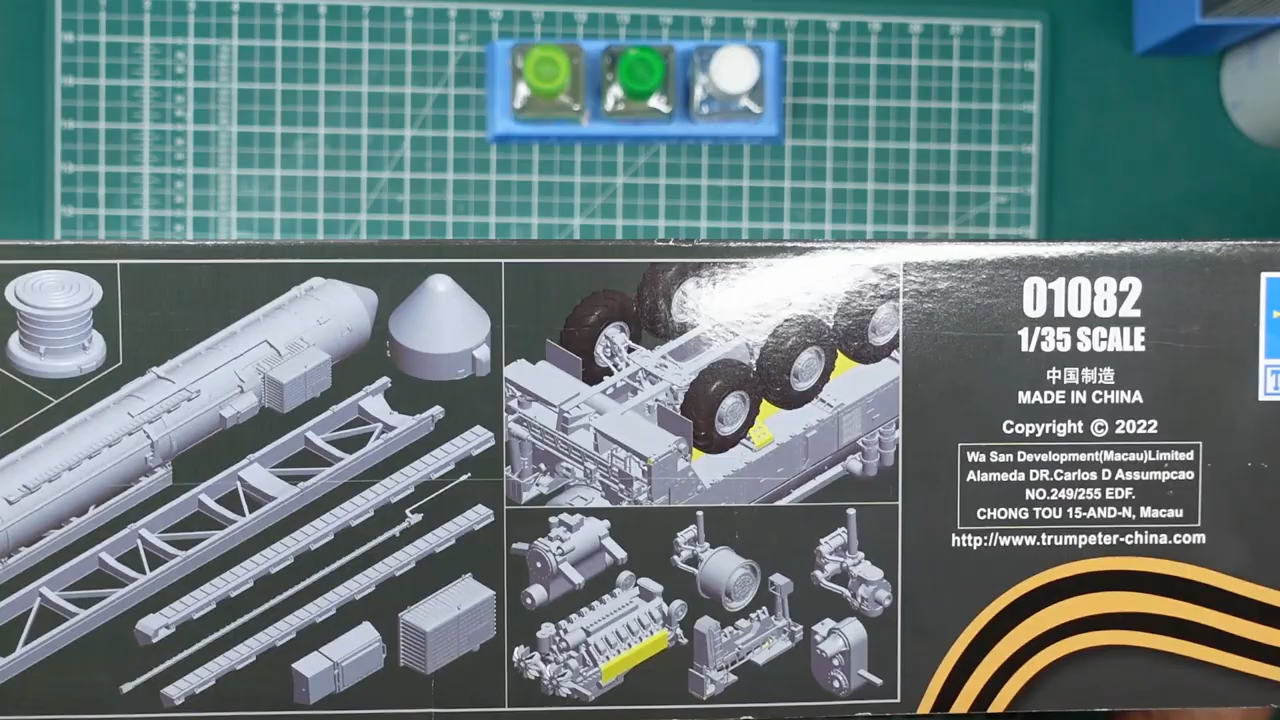 01082
1/35 SCALE
中国制造
MADE IN CHINA
Copyright © 2022
Wa San Development(Macau)Limited
Alameda DR.Carlos D Assumpcao
NO.249/255 EDF.
CHONG TOU 15-AND-N, Macau
http://www.trumpeter-china.com